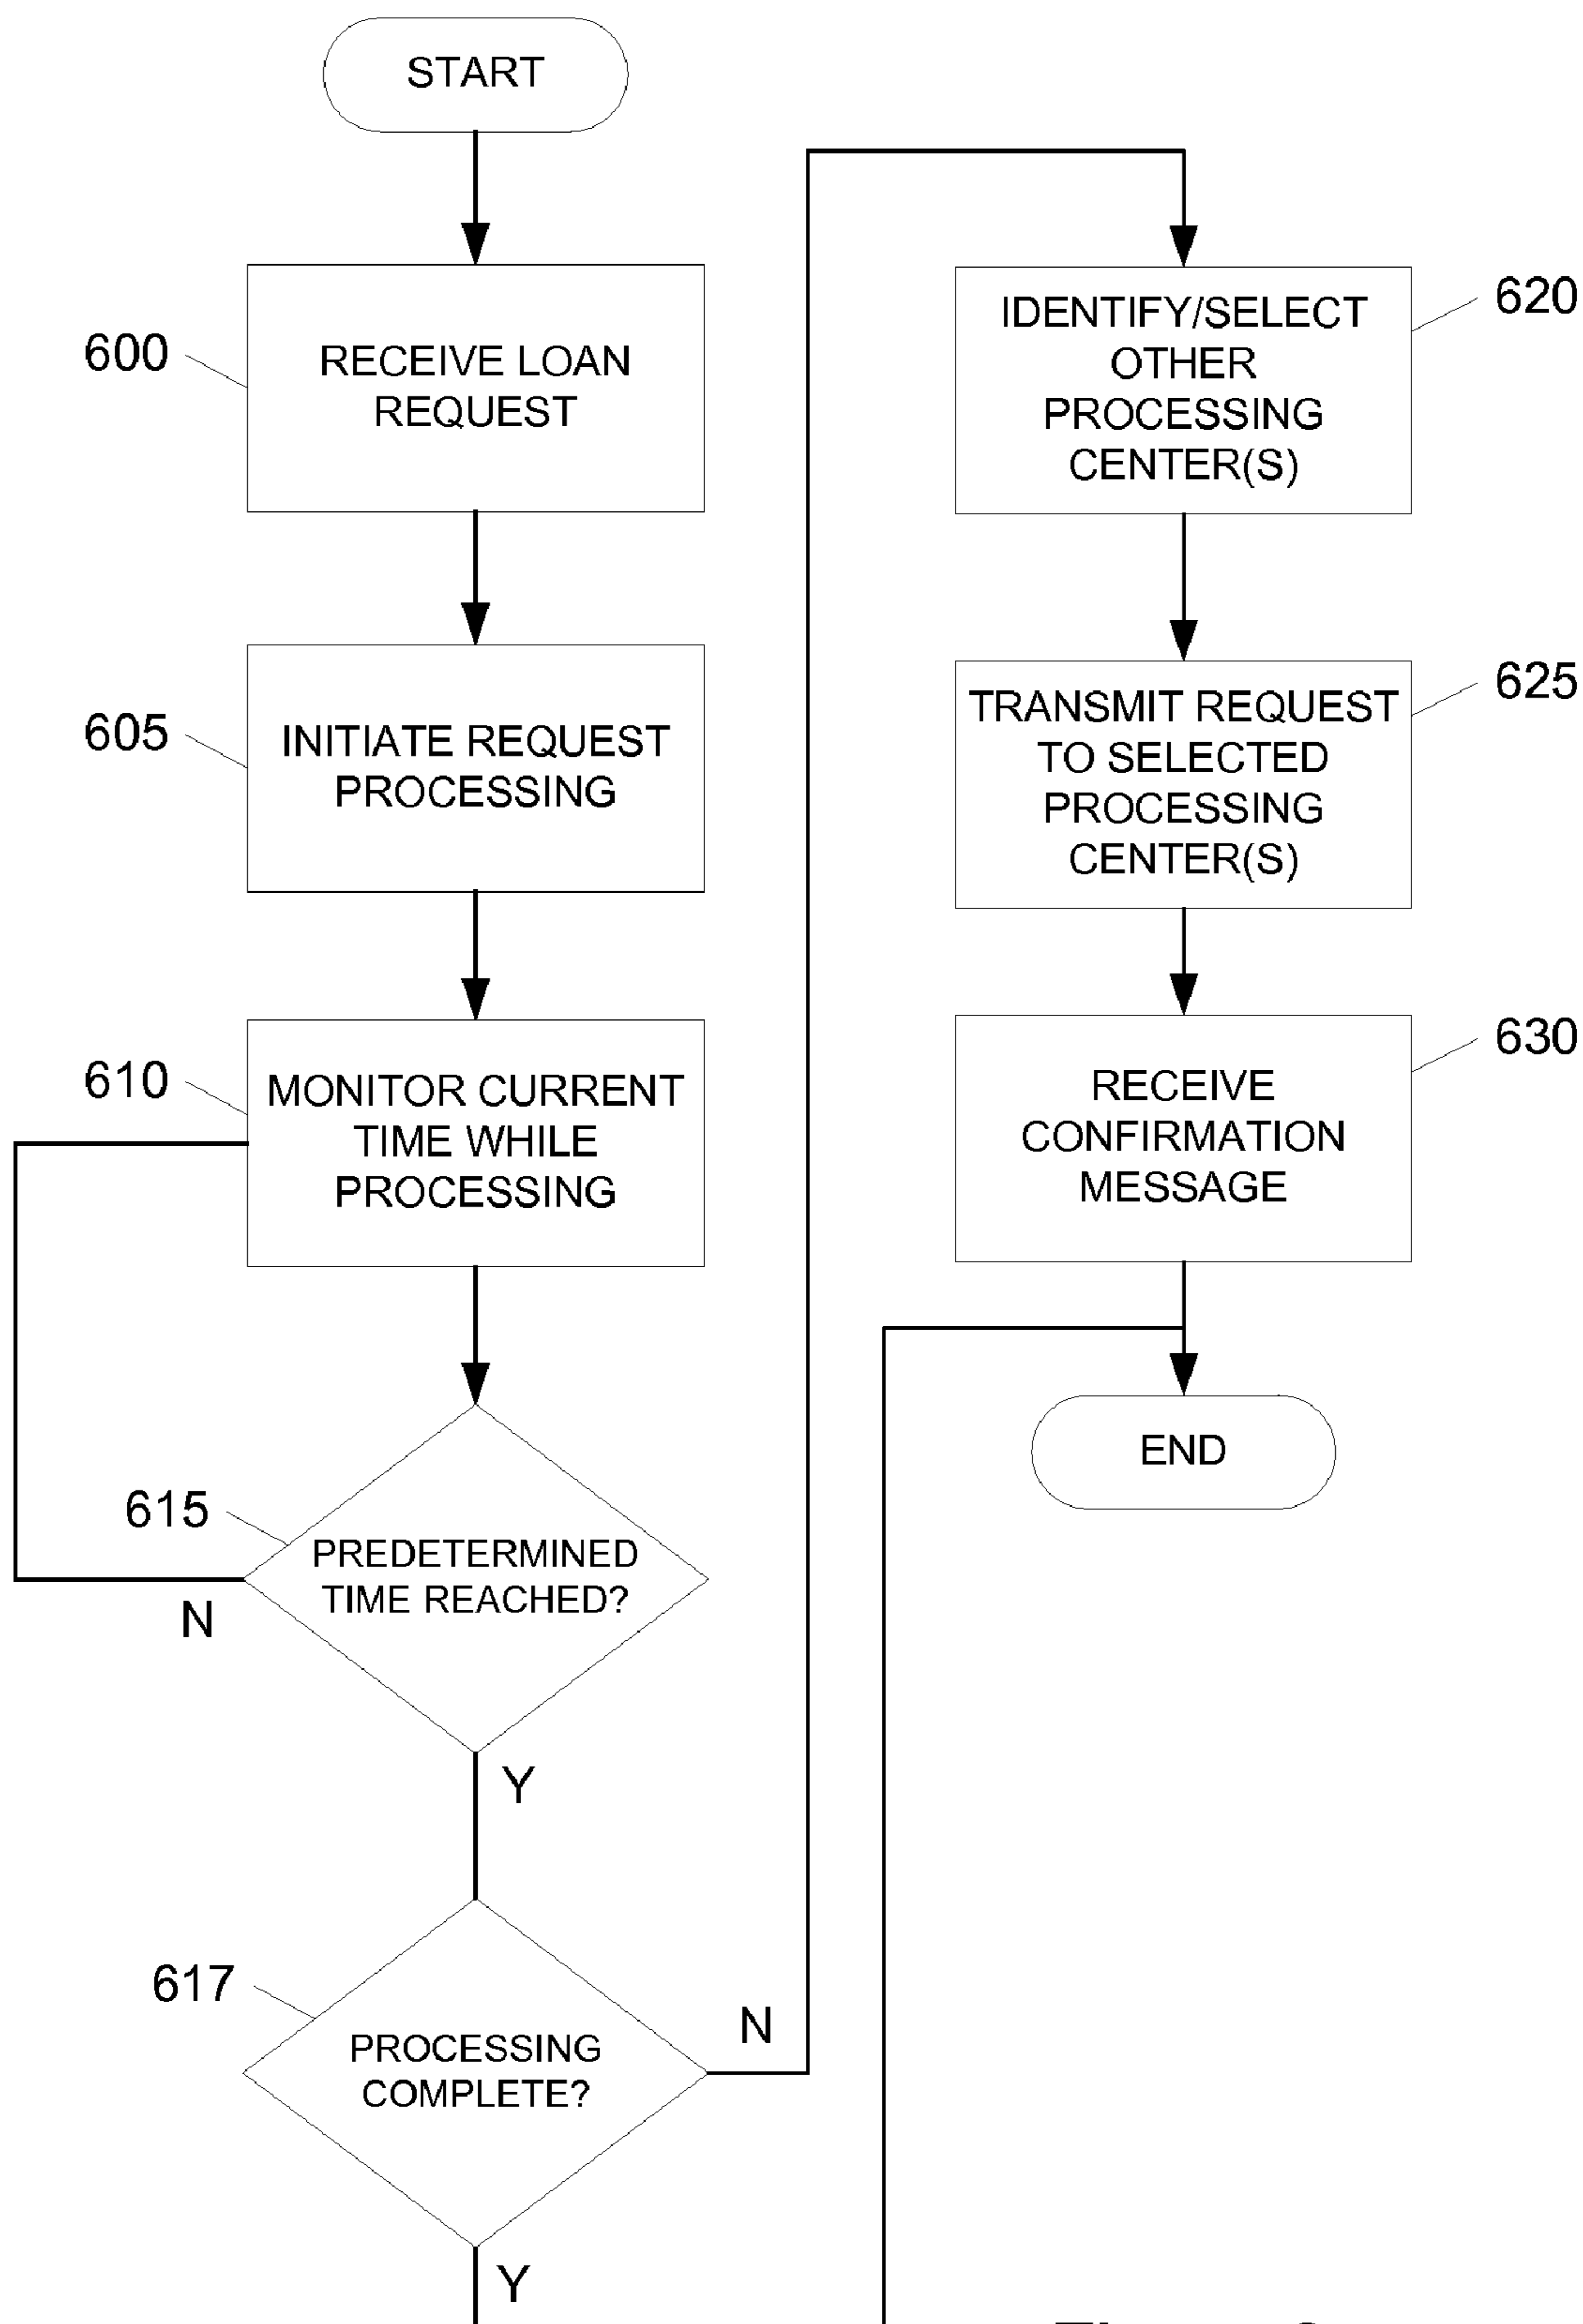 START
600
RECEIVE LOAN
REQUEST
605
INITIATE REQUEST
PROCESSING
610
MONITOR CURRENT
TIME WHILE
PROCESSING
615
PREDETERMINED
TIME REACHED?
N
Y
617
PROCESSING
COMPLETE?
N
Y
620
IDENTIFY/SELECT
OTHER
PROCESSING
CENTER(S)
625
TRANSMIT REQUEST
TO SELECTED
PROCESSING
CENTER(S)
630
RECEIVE
CONFIRMATION
MESSAGE
END